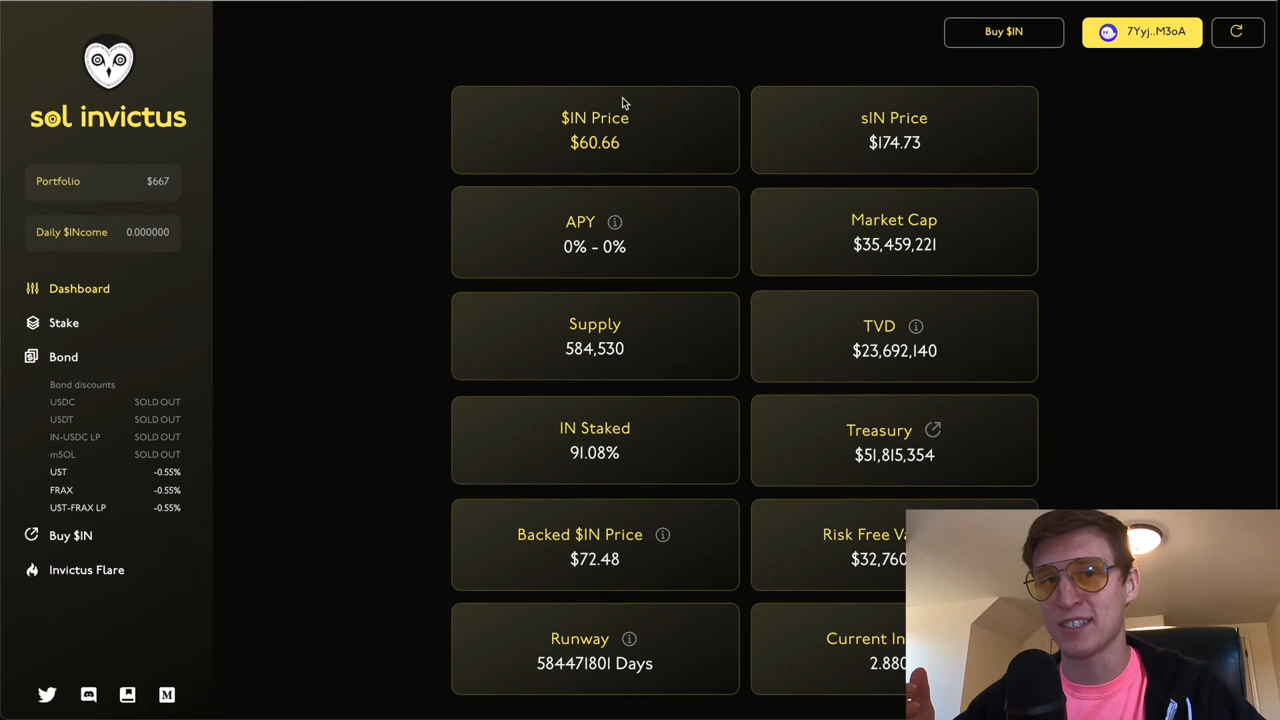 Buy $IN
7Yyj..M3oA
sol invictus
Portfolio $667
Daily $INcome 0.000000
Dashboard
Stake
Bond
Bond discounts
USDC SOLD OUT
USDT SOLD OUT
IN-USDC LP SOLD OUT
mSOL SOLD OUT
UST -0.55%
FRAX -0.55%
UST-FRAX LP -0.55%
Buy $IN
Invictus Flare
$IN Price
$60.66
sIN Price
$174.73
APY
0% - 0%
Market Cap
$35,459,221
Supply
584,530
TVD
$23,692,140
IN Staked
91.08%
Treasury
$51,815,354
Backed $IN Price
$72.48
Risk Free Va
$32,760
Runway
584471801 Days
Current In
2.880